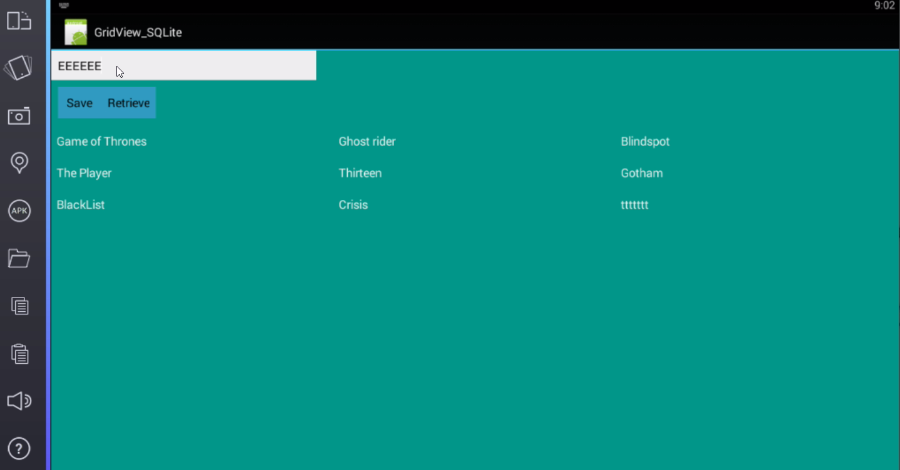 9:02
GridView_SQLite
EEEEEE
Save Retrieve
Game of Thrones Ghost rider Blindspot
The Player Thirteen Gotham
BlackList Crisis ttttttt
APK
?